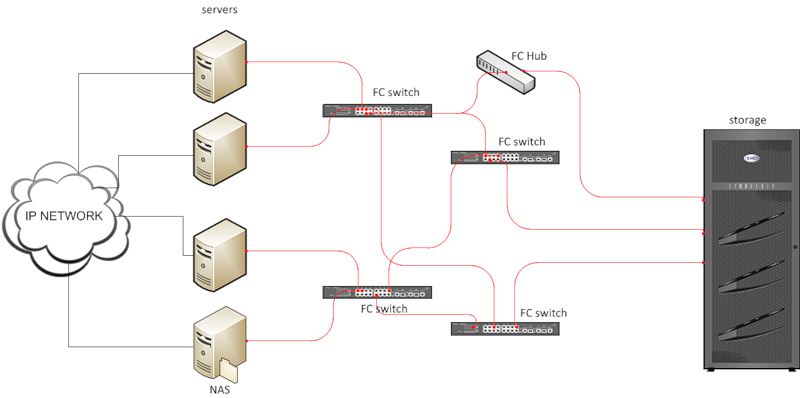 servers
FC Hub
FC switch
storage
FC switch
IP NETWORK
FC switch
FC switch
NAS